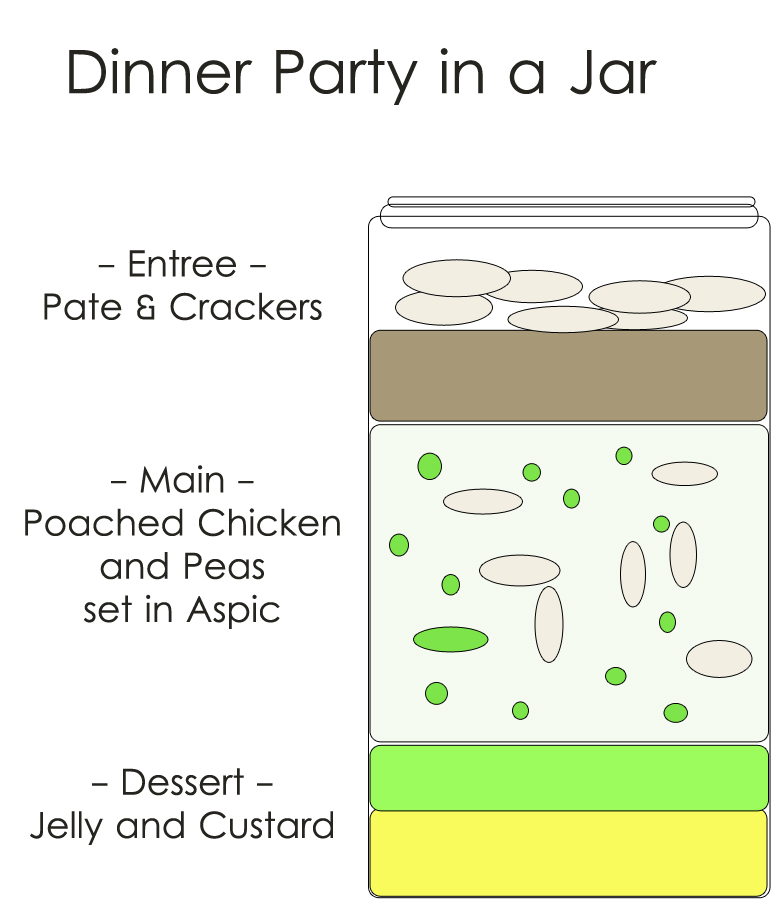 Dinner Party in a Jar
– Entree –
Pate & Crackers
– Main –
Poached Chicken
and Peas
set in Aspic
– Dessert –
Jelly and Custard